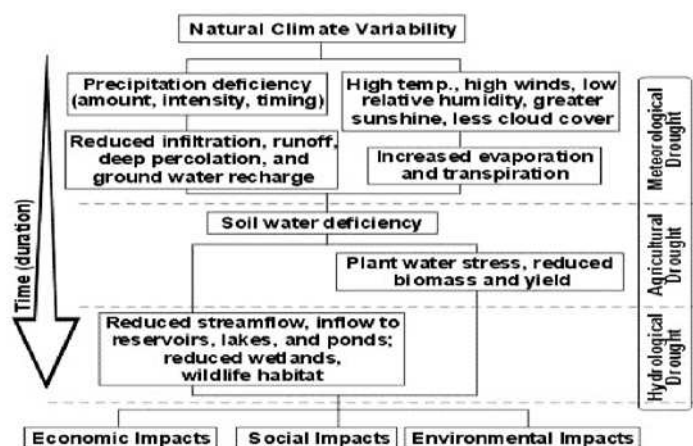 Natural Climate Variability
Precipitation deficiency
(amount, intensity, timing)
High temp., high winds, low
relative humidity, greater
sunshine, less cloud cover
Reduced infiltration, runoff,
deep percolation, and
ground water recharge
Increased evaporation
and transpiration
Meteorological
Drought
Time (duration)
Soil water deficiency
Plant water stress, reduced
biomass and yield
Agricultural
Drought
Reduced streamflow, inflow to
reservoirs, lakes, and ponds;
reduced wetlands,
wildlife habitat
Hydrological
Drought
Economic Impacts
Social Impacts
Environmental Impacts